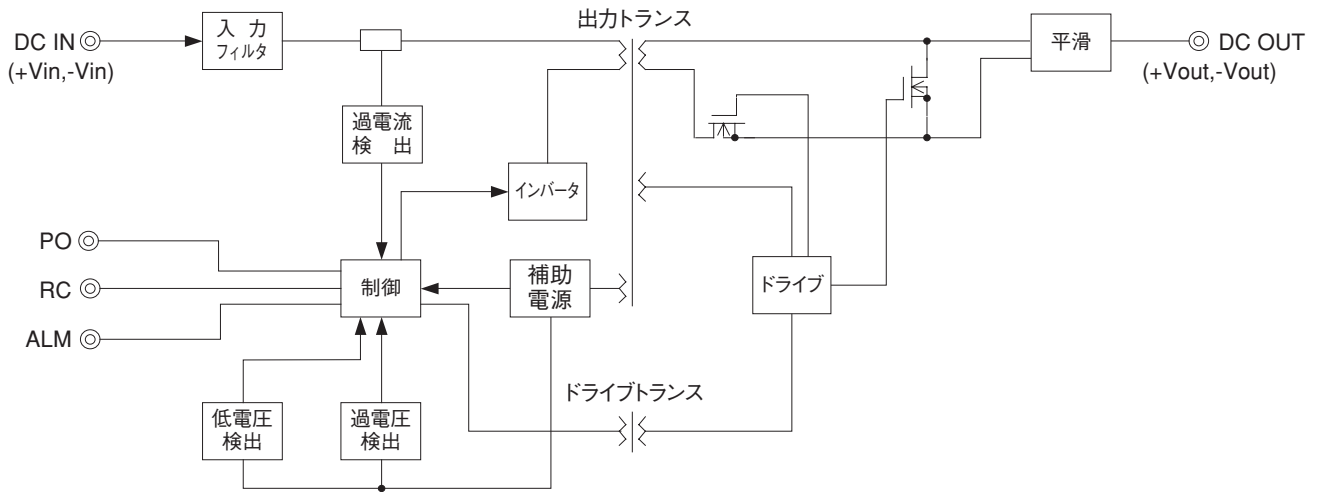 出力トランス
DC IN
(+Vin,-Vin)
入 力
フィルタ
平滑
DC OUT
(+Vout,-Vout)
過電流
検 出
インバータ
PO
RC
ALM
制御
補助
電源
ドライブ
ドライブトランス
低電圧
検出
過電圧
検出